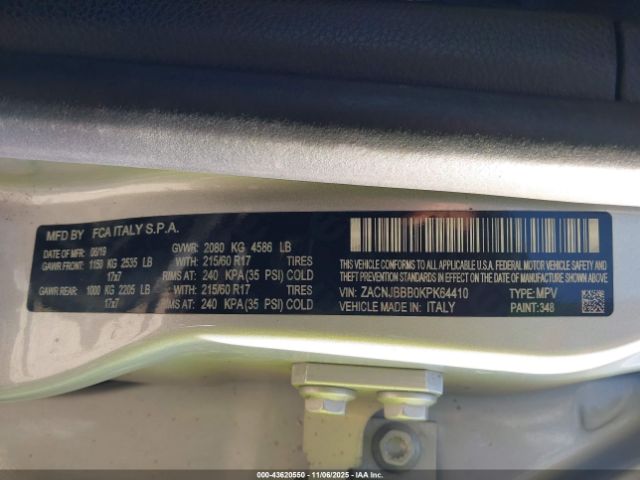 MFD BY FCA ITALY S.P.A.
DATE OF MFR: 06/19 GVWR: 2080 KG 4586 LB
GAWR FRONT: 1150 KG 2535 LB WITH: 215/60 R17 TIRES
17x7 RIMS AT: 240 KPA(35 PSI) COLD
GAWR REAR: 1000 KG 2205 LB WITH: 215/60 R17 TIRES
17x7 RIMS AT: 240 KPA(35 PSI) COLD
THIS VEHICLE CONFORMS TO ALL APPLICABLE
U.S.A. FEDERAL MOTOR VEHICLE SAFETY,
BUMPER, AND THEFT PREVENTION STANDARDS IN
EFFECT ON THE DATE OF MANUFACTURE SHOWN ABOVE.
VIN: ZACNJBBB0KPK64410 TYPE: MPV
VEHICLE MADE IN: ITALY PAINT:348
00-43620550 11/06/2025 © IAA Inc.